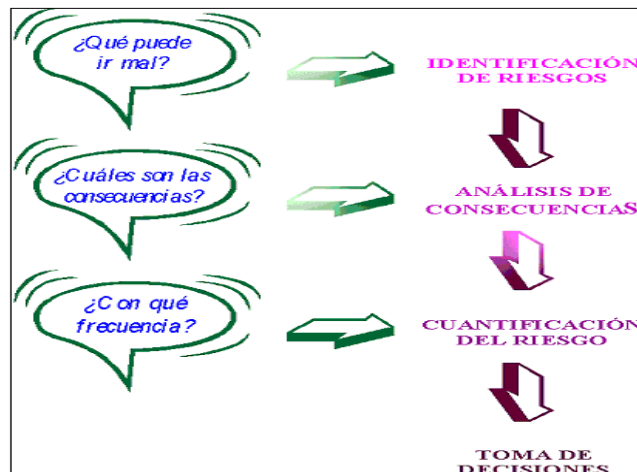 ¿Qué puede
ir mal?
IDENTIFICACIÓN
DE RIESGOS
¿Cuáles son las
consecuencias?
ANÁLISIS DE
CONSECUENCIAS
¿Con qué
frecuencia?
CUANTIFICACIÓN
DEL RIESGO
TOMA DE
DECISIONES